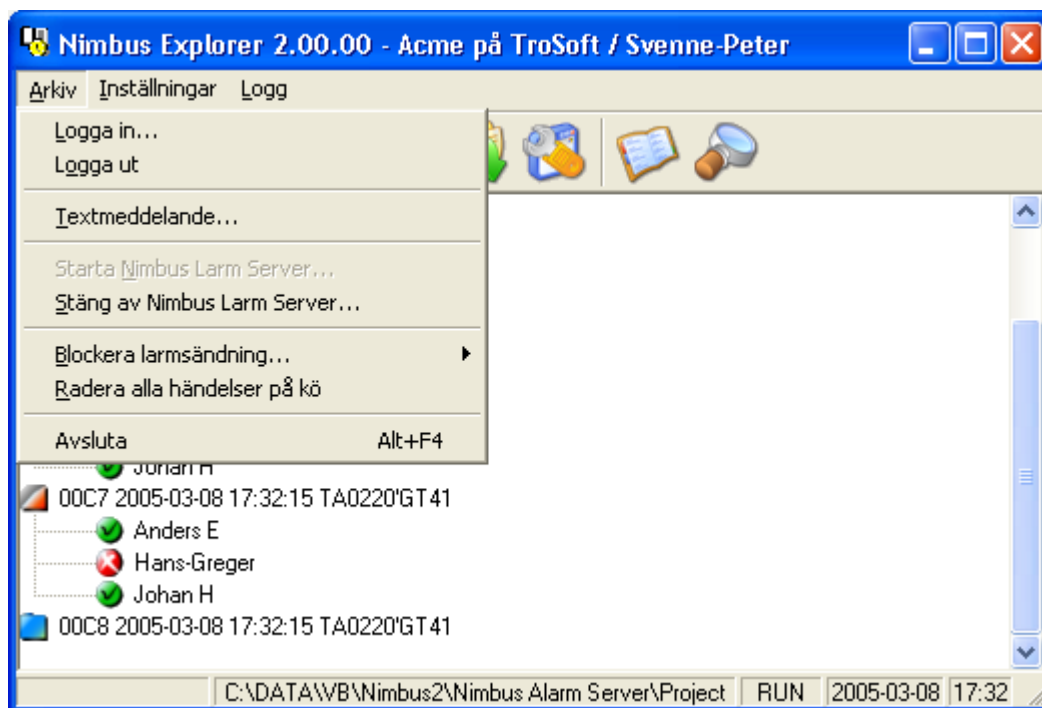 Nimbus Explorer 2.00.00 - Acme på TroSoft / Svenne-Peter
Arkiv Inställningar Logg
Logga in...
Logga ut
Textmeddelande...
Starta Nimbus Larm Server...
Stäng av Nimbus Larm Server...
Blockera larmsändning...
Radera alla händelser på kö
Avsluta Alt+F4
Johan H
00C7 2005-03-08 17:32:15 TA0220'GT41
Anders E
Hans-Greger
Johan H
00C8 2005-03-08 17:32:15 TA0220'GT41
C:\DATA\VB\Nimbus2\Nimbus Alarm Server\Project RUN 2005-03-08 17:32